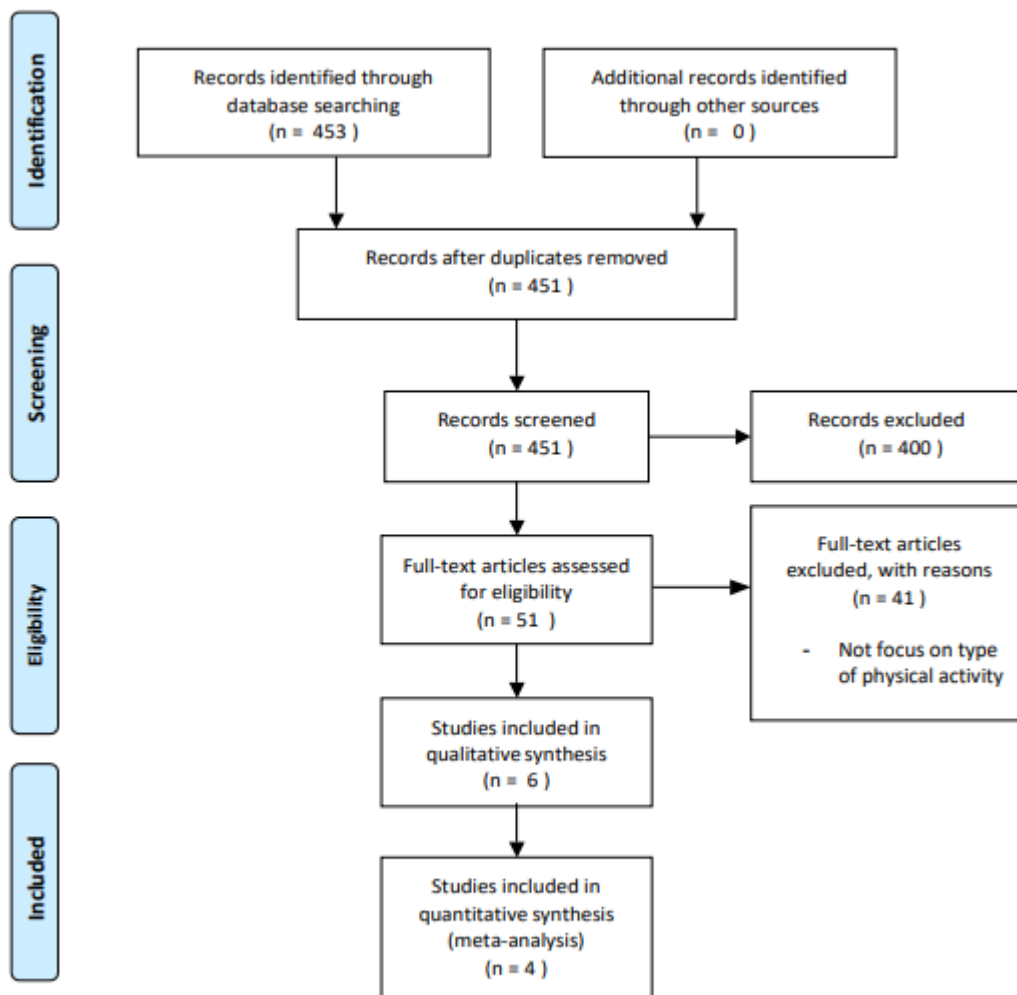 Identification
Records identified through
database searching
(n = 453 )
Additional records identified
through other sources
(n = 0 )
Records after duplicates removed
(n = 451 )
Screening
Records screened
(n = 451 )
Records excluded
(n = 400 )
Eligibility
Full-text articles assessed
for eligibility
(n = 51 )
Full-text articles
excluded, with reasons
(n = 41 )
- Not focus on type
of physical activity
Studies included in
qualitative synthesis
(n = 6 )
Included
Studies included in
quantitative synthesis
(meta-analysis)
(n = 4 )